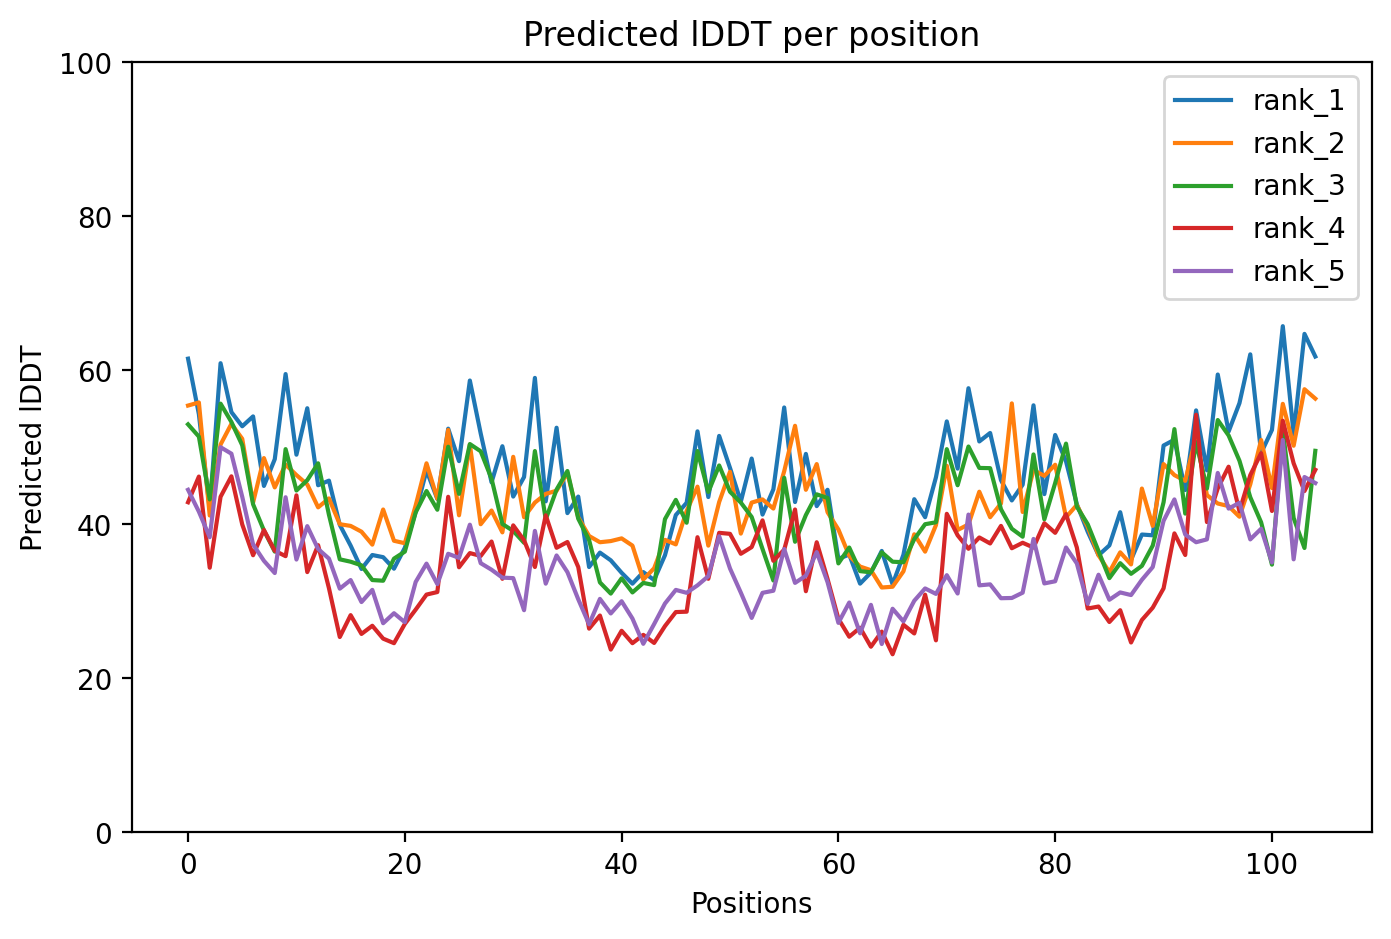 Predicted lDDT per position
100
80
60
40
20
0
Predicted lDDT
rank_1
rank_2
rank_3
rank_4
rank_5
0 20 40 60 80 100
Positions